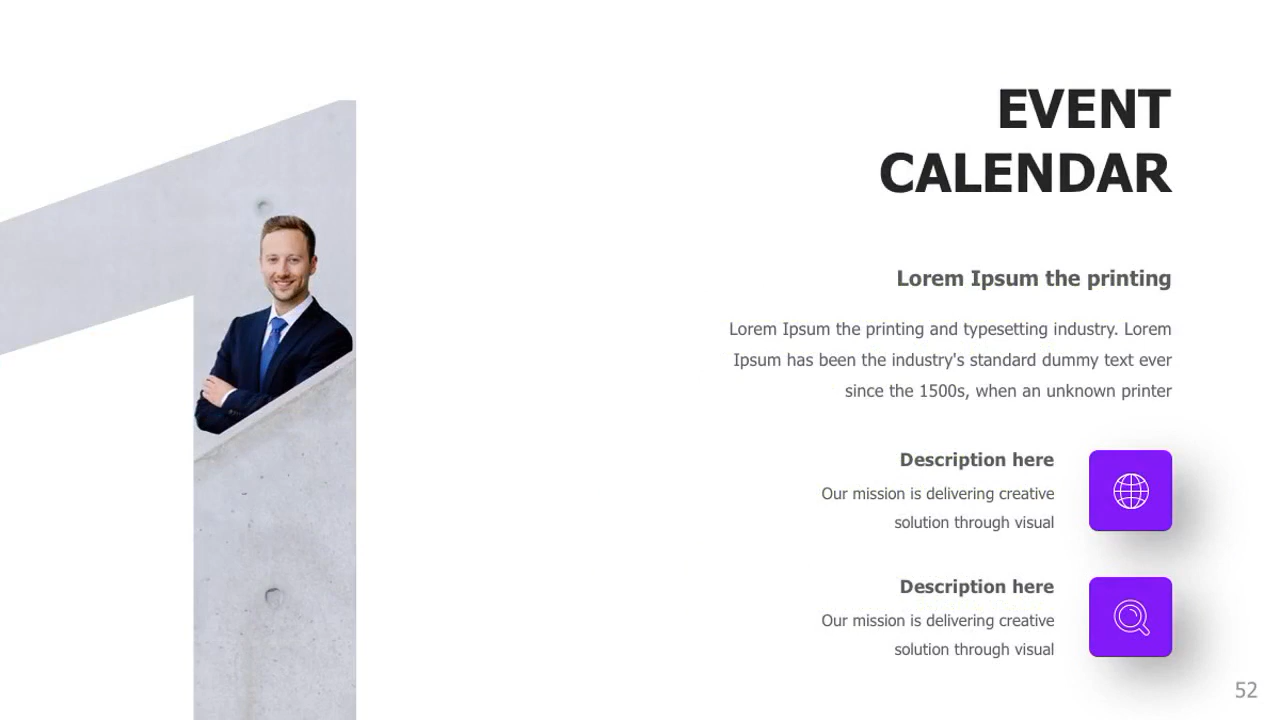 EVENT
CALENDAR
Lorem Ipsum the printing
Lorem Ipsum the printing and typesetting industry. Lorem
Ipsum has been the industry's standard dummy text ever
since the 1500s, when an unknown printer
Description here
Our mission is delivering creative
solution through visual
Description here
Our mission is delivering creative
solution through visual
52